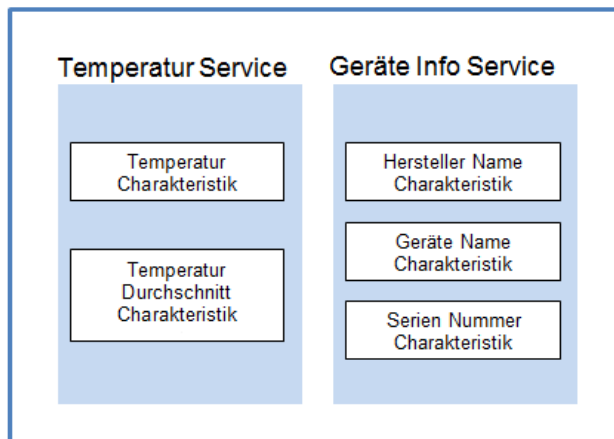 Temperatur Service
Temperatur
Charakteristik
Temperatur
Durchschnitt
Charakteristik
Geräte Info Service
Hersteller Name
Charakteristik
Geräte Name
Charakteristik
Serien Nummer
Charakteristik